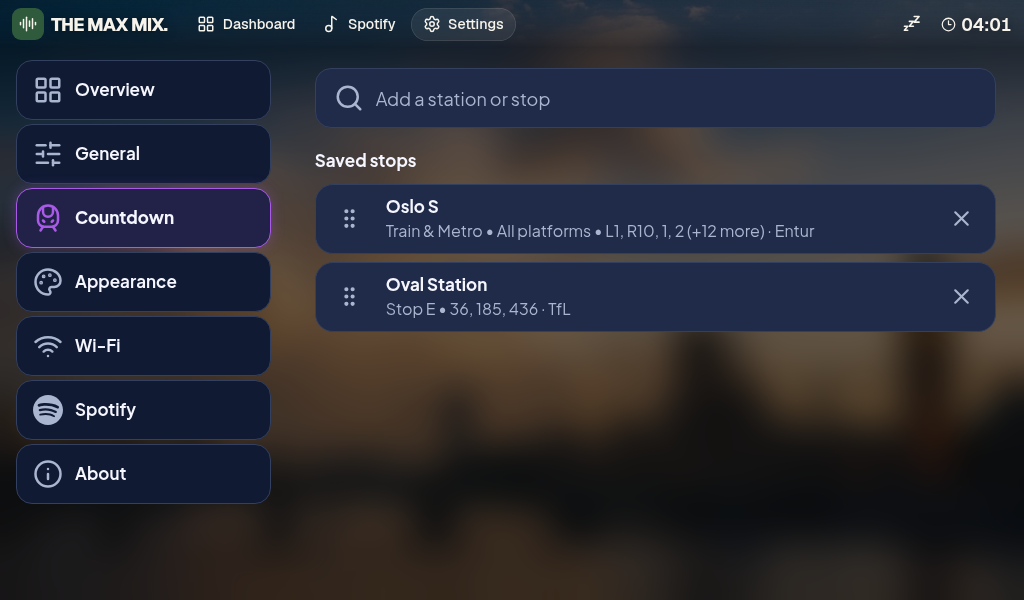 THE MAX MIX.
Dashboard
Spotify
Settings
04:01
Overview
General
Countdown
Appearance
Wi-Fi
Spotify
About
Add a station or stop
Saved stops
Oslo S
Train & Metro • All platforms • L1, R10, 1, 2 (+12 more) · Entur
Oval Station
Stop E • 36, 185, 436 · TfL